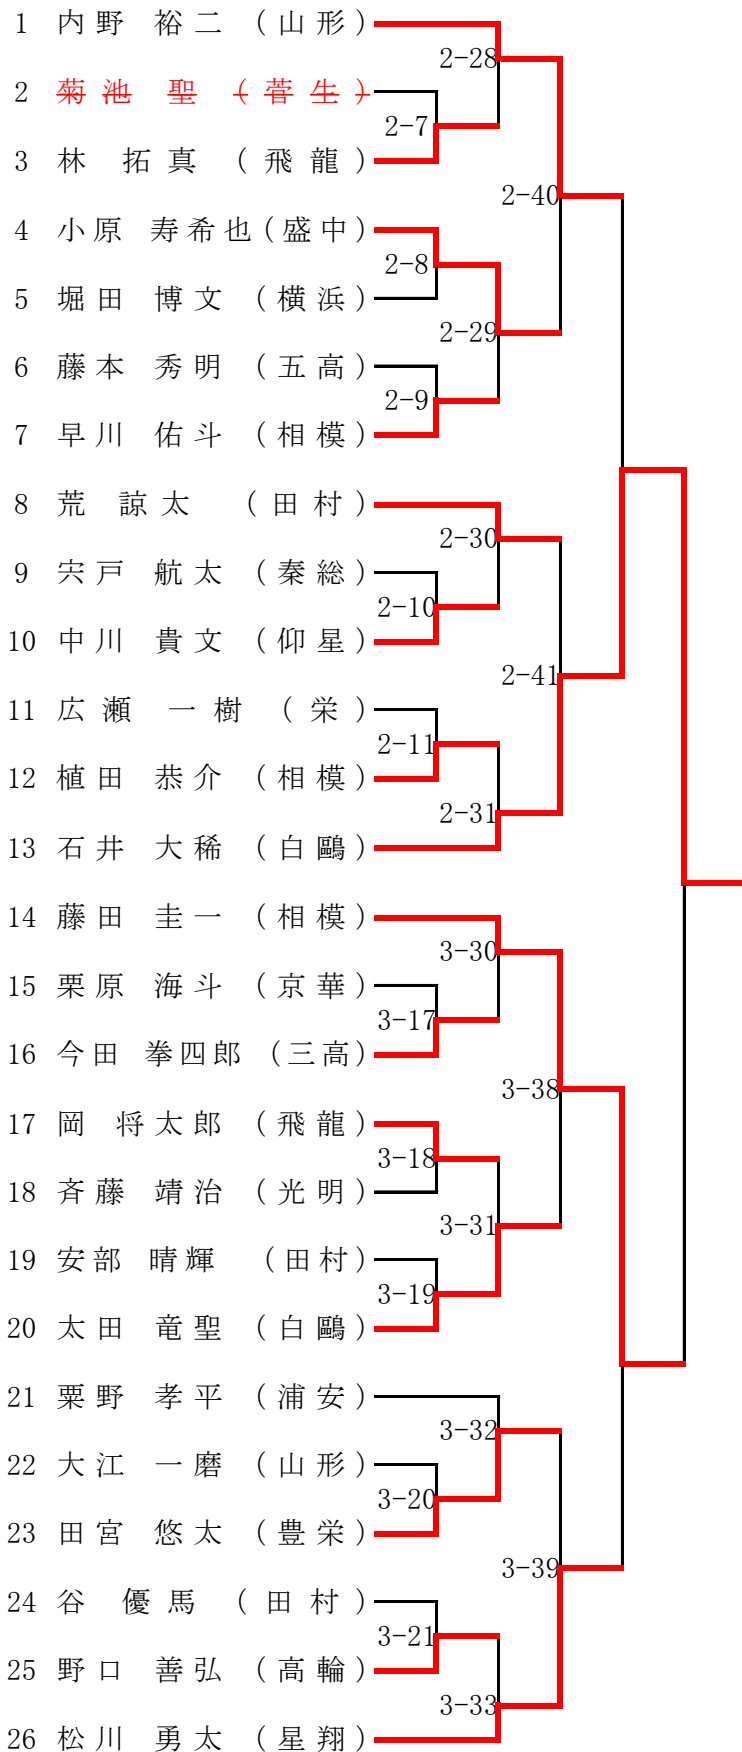 1 内野 裕二 (山形)
2-28
2 菊池 聖 (菅生)
2-7
3 林 拓真 (飛龍)
2-40
4 小原 寿希也(盛中)
2-8
5 堀田 博文 (横浜)
2-29
6 藤本 秀明 (五高)
2-9
7 早川 佑斗 (相模)
8 荒 諒太 (田村)
2-30
9 宍戸 航太 (秦総)
2-10
10 中川 貴文 (仰星)
2-41
11 広瀬 一樹 (栄)
2-11
12 植田 恭介 (相模)
2-31
13 石井 大稀 (白鷗)
14 藤田 圭一 (相模)
3-30
15 栗原 海斗 (京華)
3-17
16 今田 拳四郎 (三高)
3-38
17 岡 将太郎 (飛龍)
3-18
18 斉藤 靖治 (光明)
3-31
19 安部 晴輝 (田村)
3-19
20 太田 竜聖 (白鷗)
21 粟野 孝平 (浦安)
3-32
22 大江 一磨 (山形)
3-20
23 田宮 悠太 (豊栄)
3-39
24 谷 優馬 (田村)
3-21
25 野口 善弘 (高輪)
3-33
26 松川 勇太 (星翔)